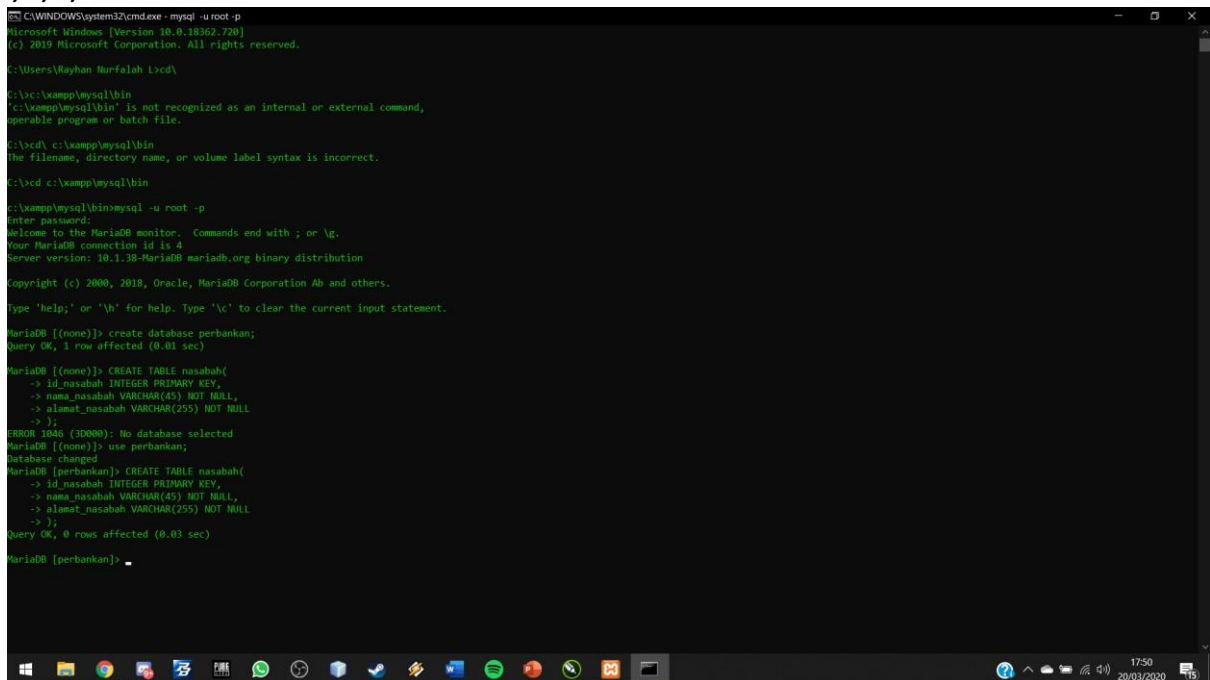 C:\WINDOWS\system32\cmd.exe - mysql -u root -p
Microsoft Windows [Version 10.0.18362.720]
(c) 2019 Microsoft Corporation. All rights reserved.
C:\Users\Rayhan Nurfalah L>cd\
C:\>c:\xampp\mysql\bin
'c:\xampp\mysql\bin' is not recognized as an internal or external command,
operable program or batch file.
C:\>cd\ c:\xampp\mysql\bin
The filename, directory name, or volume label syntax is incorrect.
C:\>cd c:\xampp\mysql\bin
c:\xampp\mysql\bin>mysql -u root -p
Enter password:
Welcome to the MariaDB monitor.  Commands end with ; or \g.
Your MariaDB connection id is 4
Server version: 10.1.38-MariaDB mariadb.org binary distribution
Copyright (c) 2000, 2018, Oracle, MariaDB Corporation Ab and others.
Type 'help;' or '\h' for help. Type '\c' to clear the current input statement.
MariaDB [(none)]> create database perbankan;
Query OK, 1 row affected (0.01 sec)
MariaDB [(none)]> CREATE TABLE nasabah(
    -> id_nasabah INTEGER PRIMARY KEY,
    -> nama_nasabah VARCHAR(45) NOT NULL,
    -> alamat_nasabah VARCHAR(255) NOT NULL
    -> );
ERROR 1046 (3D000): No database selected
MariaDB [(none)]> use perbankan;
Database changed
MariaDB [perbankan]> CREATE TABLE nasabah(
    -> id_nasabah INTEGER PRIMARY KEY,
    -> nama_nasabah VARCHAR(45) NOT NULL,
    -> alamat_nasabah VARCHAR(255) NOT NULL
    -> );
Query OK, 0 rows affected (0.03 sec)
MariaDB [perbankan]>
17:50
20/03/2020
15